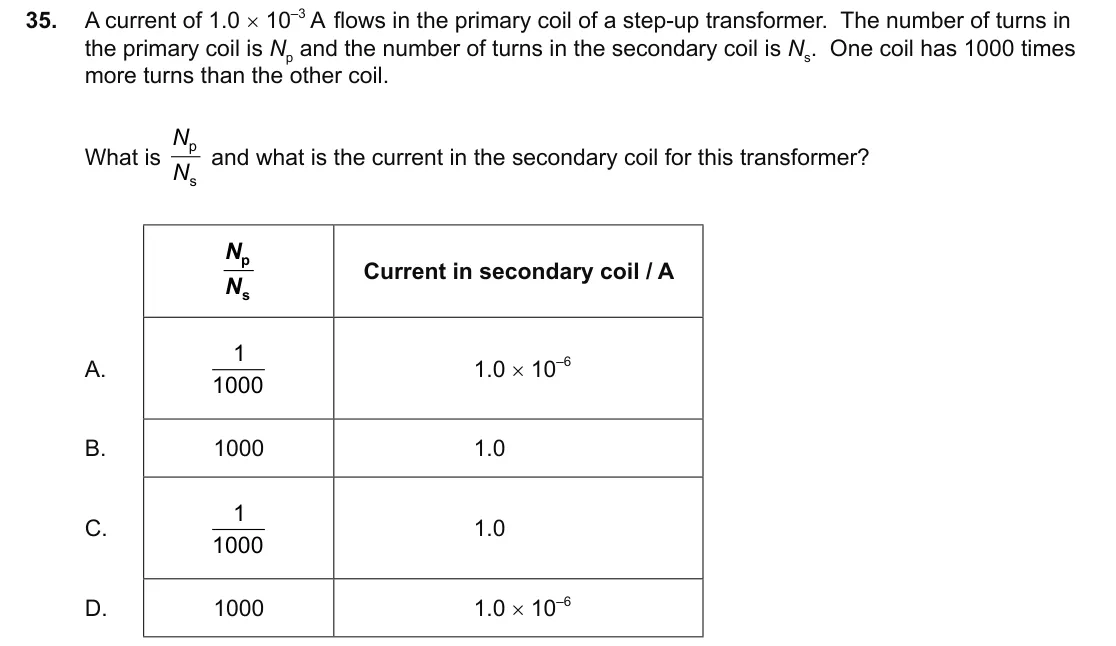 35. A current of 1.0 × 10⁻³ A flows in the primary coil of a step-up transformer. The number of turns in
the primary coil is Nₚ and the number of turns in the secondary coil is Nₛ. One coil has 1000 times
more turns than the other coil.
What is Nₚ/Nₛ and what is the current in the secondary coil for this transformer?
Nₚ/Nₛ Current in secondary coil / A
A. 1/1000 1.0 × 10⁻⁶
B. 1000 1.0
C. 1/1000 1.0
D. 1000 1.0 × 10⁻⁶